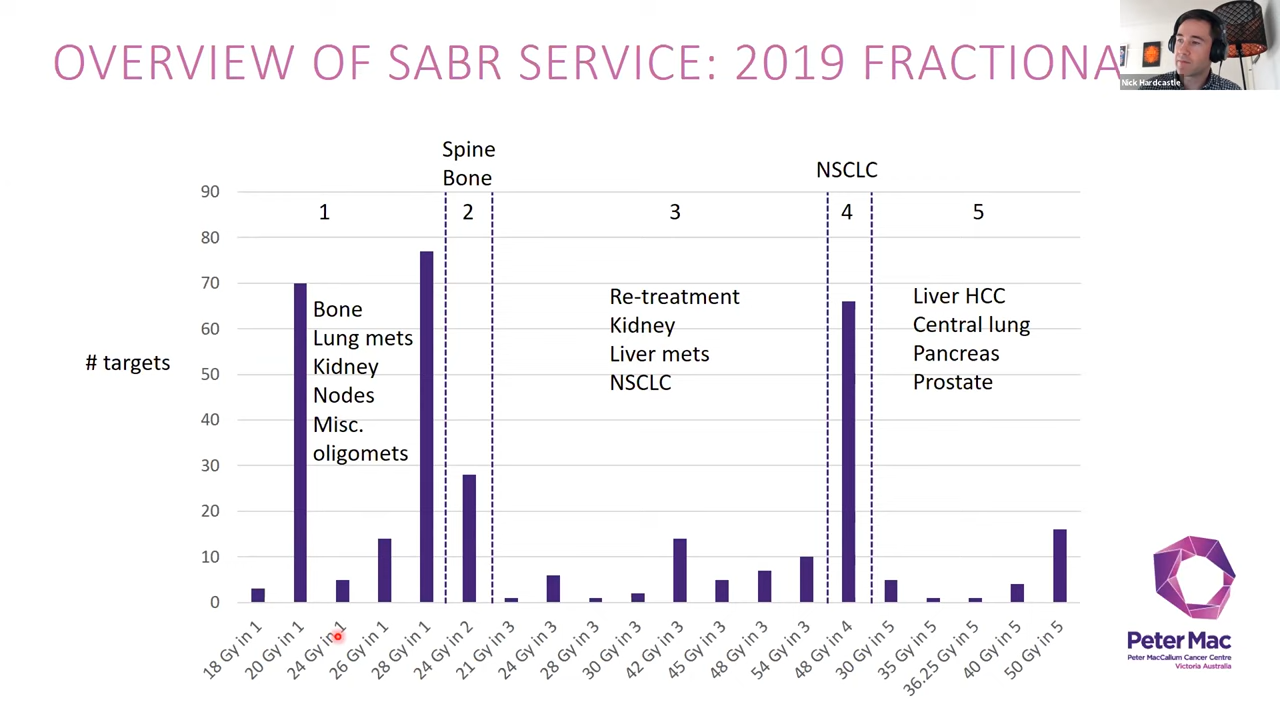 OVERVIEW OF SABR SERVICE: 2019 FRACTIONA
Nick Hardcastle
Spine
Bone
NSCLC
90
1
2
3
4
5
80
70
60
50
40
30
20
10
0
# targets
Bone
Lung mets
Kidney
Nodes
Misc.
oligomets
Re-treatment
Kidney
Liver mets
NSCLC
Liver HCC
Central lung
Pancreas
Prostate
18 Gy in 1
20 Gy in 1
24 Gy in 1
26 Gy in 1
28 Gy in 1
24 Gy in 2
21 Gy in 3
24 Gy in 3
28 Gy in 3
30 Gy in 3
42 Gy in 3
45 Gy in 3
48 Gy in 3
54 Gy in 3
48 Gy in 4
30 Gy in 5
35 Gy in 5
36.25 Gy in 5
40 Gy in 5
50 Gy in 5
Peter Mac
Peter MacCallum Cancer Centre
Victoria Australia